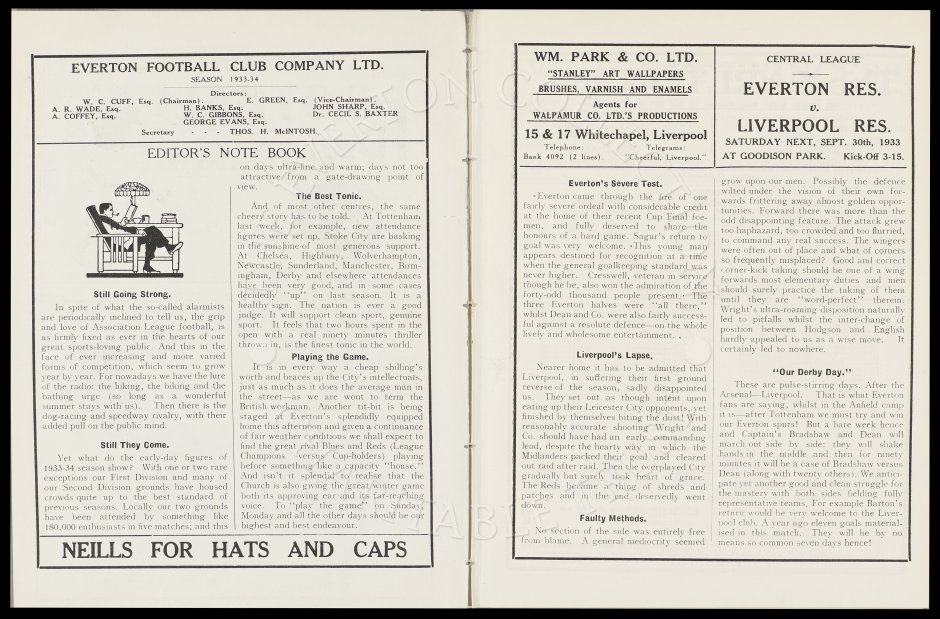 EVERTON FOOTBALL CLUB COMPANY LTD.
SEASON 1933-34
Directors:
W. C. CUFF, Esq. (Chairman). E. GREEN, Esq. (Vice-Chairman).
A. R. WADE, Esq. H. BANKS, Esq. JOHN SHARP, Esq.
A. COFFEY, Esq. W. C. GIBBONS, Esq. Dr. CECIL S. BAXTER
GEORGE EVANS, Esq.
Secretary - - - THOS. H. McINTOSH.
EDITOR'S NOTE BOOK
Still Going Strong.
In spite of what the so-called alarmists
are periodically inclined to tell us, the grip
and love of Association League football, is
as firmly fixed as ever in the hearts of our
great sports-loving public. And this in the
face of ever increasing and more varied
forms of competition, which seem to grow
year by year. For nowadays we have the lure
of the radio: the hiking, the biking and the
bathing urge (so long as a wonderful
summer stays with us). Then there is the
dog-racing and speedway rivalry, with their
added pull on the public mind.
Still They Come.
Yet what do the early-day figures of
1933-34 season show? With one or two rare
exceptions our First Division and many of
our Second Division grounds have housed
crowds quite up to the best standard of
previous seasons. Locally our two grounds
have been attended by something like
180,000 enthusiasts in five matches; and this
on days ultra-fine and warm; days not too
attractive from a gate-drawing point of
view.
The Best Tonic.
And of most other centres, the same
cheery story has to be told. At Tottenham
last week, for example, new attendance
figures were set up. Stoke City are basking
in the sunshine of most generous support.
At Chelsea, Highbury, Wolverhampton,
Newcastle, Sunderland, Manchester, Birm-
ingham, Derby and elsewhere attendances
have been very good, and in some cases
decidedly "up" on last season. It is a
healthy sign. The nation is ever a good
judge. It will support clean sport, genuine
sport. It feels that two hours spent in the
open with a real ninety minutes thriller
thrown in, is the finest tonic in the world.
Playing the Game.
It is in every way a cheap shilling's
worth and braces up the City's intellectuals,
just as much as it does the average man in
the street—as we are wont to term the
British workman. Another tit-bit is being
staged at Everton's splendidly equipped
home this afternoon and given a continuance
of fair weather conditions we shall expect to
find the great rival Blues and Reds (League
Champions versus Cup-holders) playing
before something like a capacity "house."
And isn't it splendid to realise that the
Church is also giving the great winter game
both its approving ear and its far-reaching
voice. To "play the game" on Sunday,
Monday and all the other days should be our
highest and best endeavour.
NEILLS FOR HATS AND CAPS
WM. PARK & CO. LTD.
"STANLEY" ART WALLPAPERS
BRUSHES, VARNISH AND ENAMELS
Agents for
WALPAMUR CO. LTD.'S PRODUCTIONS
15 & 17 Whitechapel, Liverpool
Telephone: Telegrams:
Bank 4092 (2 lines). "Cheerful, Liverpool."
CENTRAL LEAGUE
EVERTON RES.
v.
LIVERPOOL RES.
SATURDAY NEXT, SEPT. 30th, 1933
AT GOODISON PARK. Kick-Off 3-15.
Everton's Severe Test.
Everton came through the fire of one
fairly severe ordeal with considerable credit
at the home of their recent Cup Final foe-
men, and fully deserved to share the
honours of a hard game. Sagar's return to
goal was very welcome. This young man
appears destined for recognition at a time
when the general goalkeeping standard was
never higher. Cresswell, veteran in service
though he be, also won the admiration of the
forty-odd thousand people present. The
three Everton halves were "all there,"
whilst Dean and Co. were also fairly success-
ful against a resolute defence—on the whole
lively and wholesome entertainment.
Liverpool's Lapse,
Nearer home it has to be admitted that
Liverpool, in suffering their first ground
reverse of the season, sadly disappointed
us. They set out as though intent upon
eating up their Leicester City opponents, yet
finished by themselves biting the dust! With
reasonably accurate shooting Wright and
Co. should have had an early commanding
lead, despite the hearty way in which the
Midlanders packed their goal and cleared
out raid after raid. Then the overplayed City
gradually but surely took heart of grace.
The Reds became a thing of shreds and
patches and in the end deservedly went
down.
Faulty Methods.
No section of the side was entirely free
from blame. A general mediocrity seemed
grow upon our men. Possibly the defence
wilted under the vision of their own for-
wards frittering away almost golden oppor-
tunities. Forward there was more than the
odd disappointing feature. The attack grew
too haphazard, too crowded and too flurried,
to command any real success. The wingers
were often out of place and what of corners
so frequently misplaced? Good and correct
corner-kick taking should be one of a wing
forwards most elementary duties and men
should surely practice the taking of them
until they are "word-perfect" therein.
Wright's ultra-roaming disposition naturally
led to pitfalls whilst the inter-change of
position between Hodgson and English
hardly appealed to us as a wise move. It
certainly led to nowhere.
"Our Derby Day."
These are pulse-stirring days. After the
Arsenal—Liverpool. That is what Everton
fans are saying, whilst in the Anfield camp
it is—after Tottenham we must try and win
our Everton spurs! But a bare week hence
and Captain's Bradshaw and Dean will
march out side by side: they will shake
hands in the middle and then for ninety
minutes it will be a case of Bradshaw versus
Dean (along with twenty others). We antici-
pate yet another good and clean struggle for
the mastery with both sides fielding fully
representative teams. For example Barton's
return would be very welcome to the Liver-
pool club. A year ago eleven goals material-
ised in this match. They will be by no
means so common seven days hence!